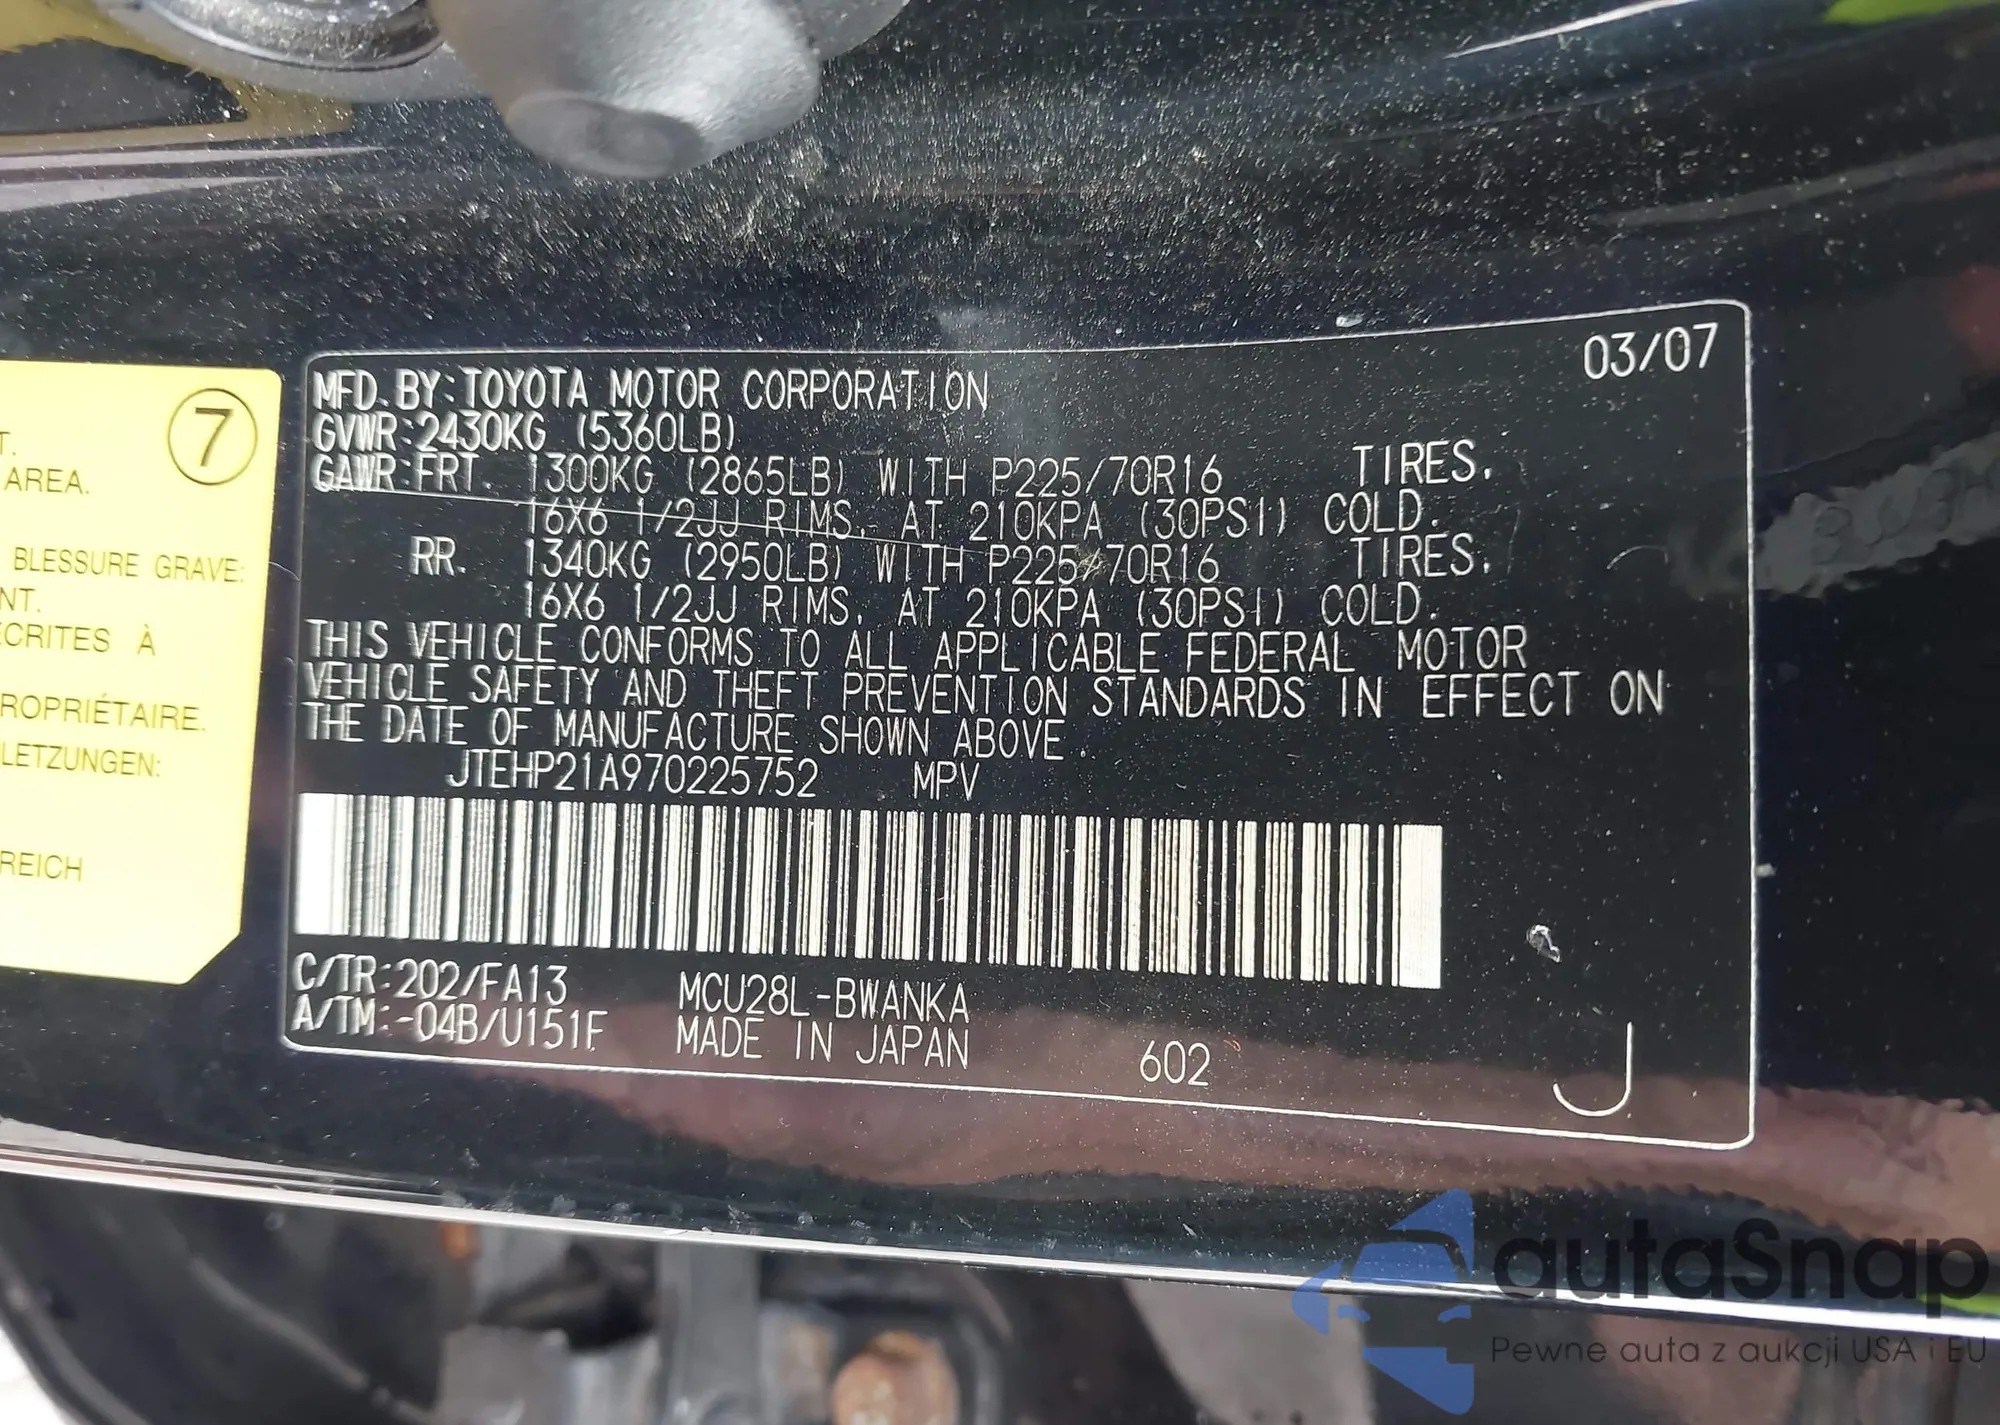 03/07
MFD. BY:TOYOTA MOTOR CORPORATION
GVWR:2430KG (5360LB)
GAWR:FRT. 1300KG (2865LB) WITH P225/70R16 TIRES.
16X6 1/2JJ RIMS, AT 210KPA (30PSI) COLD.
RR. 1340KG (2950LB) WITH P225/70R16 TIRES.
16X6 1/2JJ RIMS, AT 210KPA (30PSI) COLD.
THIS VEHICLE CONFORMS TO ALL APPLICABLE FEDERAL MOTOR
VEHICLE SAFETY AND THEFT PREVENTION STANDARDS IN EFFECT ON
THE DATE OF MANUFACTURE SHOWN ABOVE.
JTEHP21A970225752 MPV
C/TR:202/FA13 MCU28L-BWANKA
A/TM:-04B/U151F MADE IN JAPAN 602 J
7
T.
AREA.
BLESSURE GRAVE:
NT.
ÉCRITES À
ROPRIÉTAIRE.
LETZUNGEN:
REICH
autaSnap
Pewne auta z aukcji USA i EU